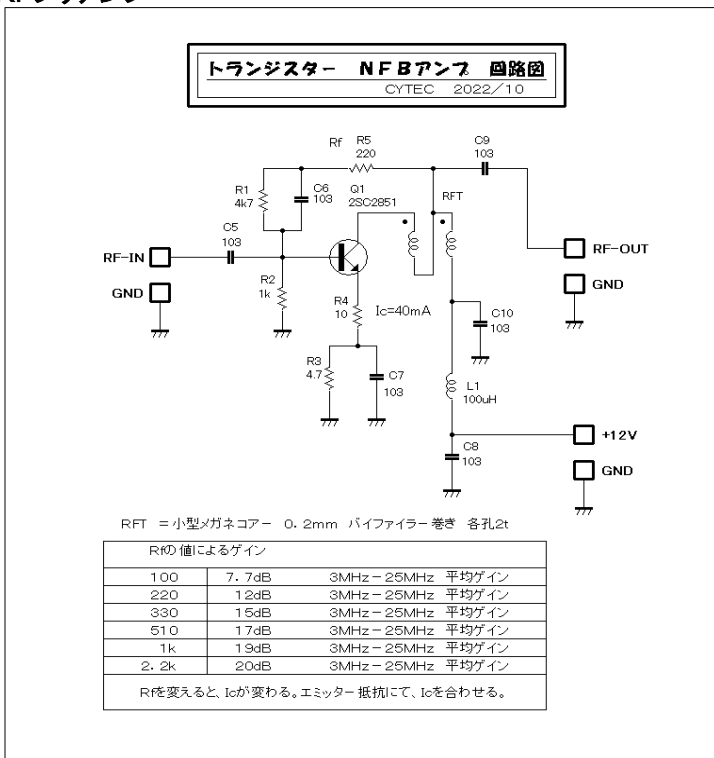 トランジスター NFBアンプ 回路図
CYTEC 2022/10
Rf R5
220
C9
103
R1
4k7
C6
103
Q1
2SC2851
RFT
C5
103
RF-IN
RF-OUT
R2
1k
GND
GND
R4
10
Ic=40mA
C10
103
R3
4.7
C7
103
L1
100uH
+12V
C8
103
GND
RFT =小型メガネコアー 0.2mm バイファイラー巻き 各孔2t
Rfの値によるゲイン
100 7.7dB 3MHz-25MHz 平均ゲイン
220 12dB 3MHz-25MHz 平均ゲイン
330 15dB 3MHz-25MHz 平均ゲイン
510 17dB 3MHz-25MHz 平均ゲイン
1k 19dB 3MHz-25MHz 平均ゲイン
2.2k 20dB 3MHz-25MHz 平均ゲイン
Rfを変えると、Icが変わる。エミッター抵抗にて、Icを合わせる。